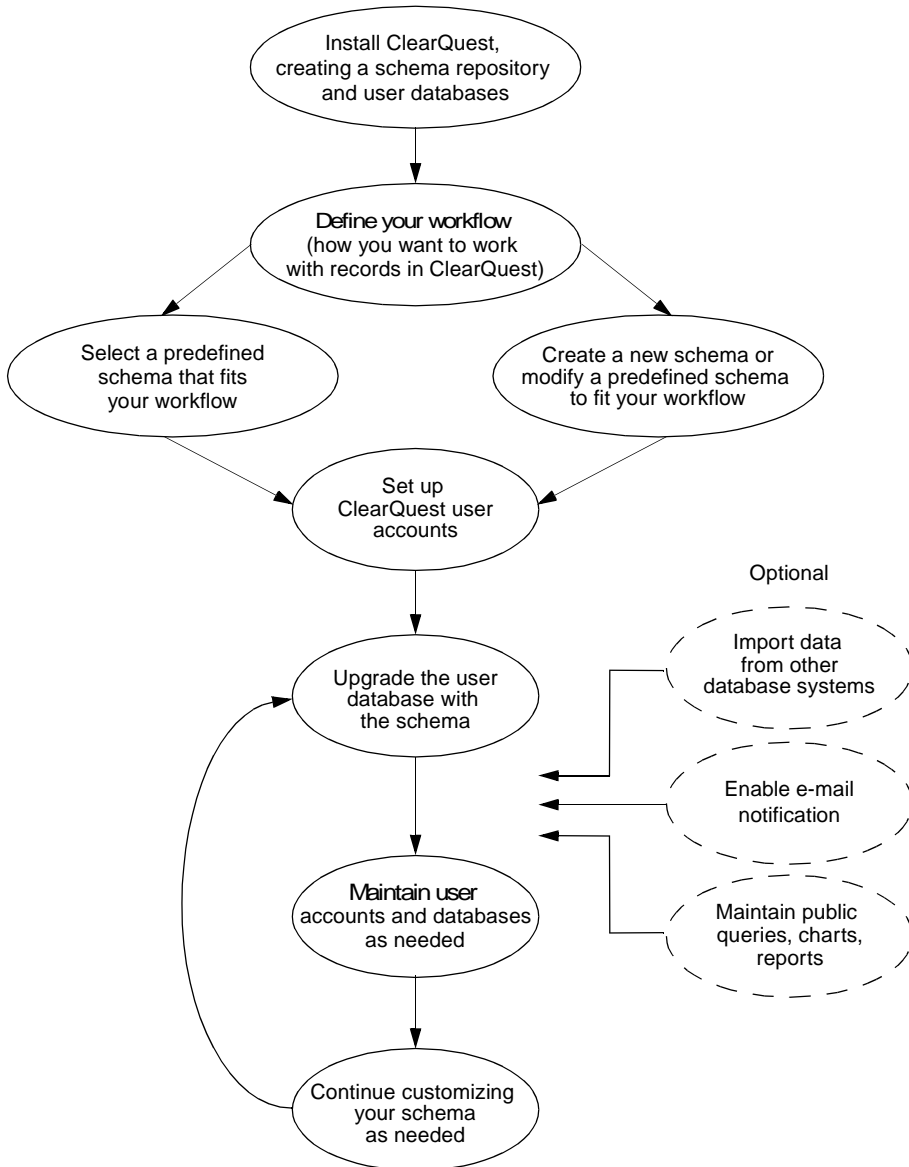 Install ClearQuest,
creating a schema repository
and user databases
Define your workflow
(how you want to work
with records in ClearQuest)
Select a predefined
schema that fits
your workflow
Create a new schema or
modify a predefined schema
to fit your workflow
Set up
ClearQuest user
accounts
Optional
Import data
from other
database systems
Upgrade the user
database with
the schema
Enable e-mail
notification
Maintain user
accounts and databases
as needed
Maintain public
queries, charts,
reports
Continue customizing
your schema
as needed